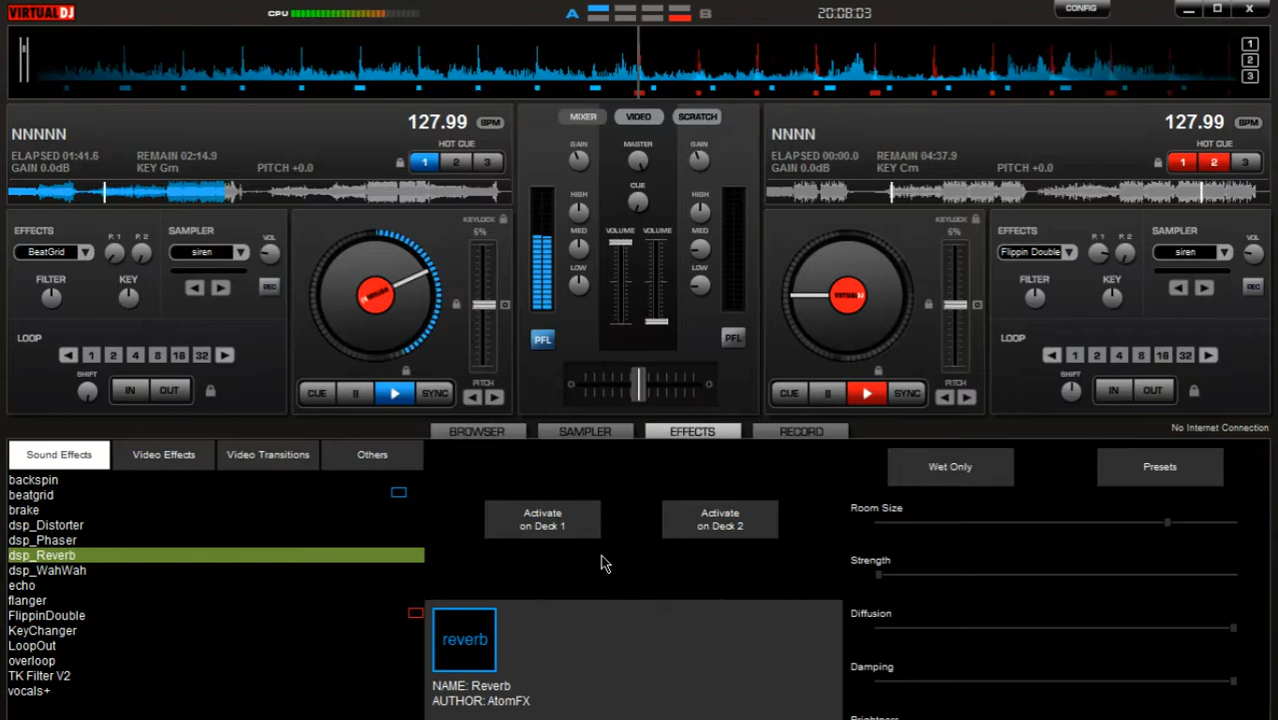 VIRTUAL DJ
CPU
A
B
20:08:03
CONFIG
1
2
3
NNNNN
127.99 BPM
ELAPSED 01:41.6 REMAIN 02:14.9
GAIN 0.0dB KEY Gm PITCH +0.0
HOT CUE
1 2 3
MIXER VIDEO SCRATCH
GAIN MASTER GAIN
HIGH CUE HIGH
MED VOLUME VOLUME MED
LOW LOW
PFL PFL
NNNN
127.99 BPM
ELAPSED 00:00.0 REMAIN 04:37.9
GAIN 0.0dB KEY Cm PITCH +0.0
HOT CUE
1 2 3
EFFECTS P. 1 P. 2 SAMPLER
BeatGrid siren VOL
FILTER KEY REC
LOOP
1 2 4 8 16 32
SHIFT IN OUT
KEYLOCK
6%
VIRTUALDJ
CUE II SYNC PITCH
KEYLOCK
6%
VIRTUALDJ
CUE II SYNC PITCH
EFFECTS P. 1 P. 2 SAMPLER
Flippin Double siren VOL
FILTER KEY REC
LOOP
1 2 4 8 16 32
SHIFT IN OUT
BROWSER SAMPLER EFFECTS RECORD
No Internet Connection
Sound Effects Video Effects Video Transitions Others
backspin
beatgrid
brake
dsp_Distorter
dsp_Phaser
dsp_Reverb
dsp_WahWah
echo
flanger
FlippinDouble
KeyChanger
LoopOut
overloop
TK Filter V2
vocals+
Activate
on Deck 1
Activate
on Deck 2
reverb
NAME: Reverb
AUTHOR: AtomFX
Wet Only Presets
Room Size
Strength
Diffusion
Damping